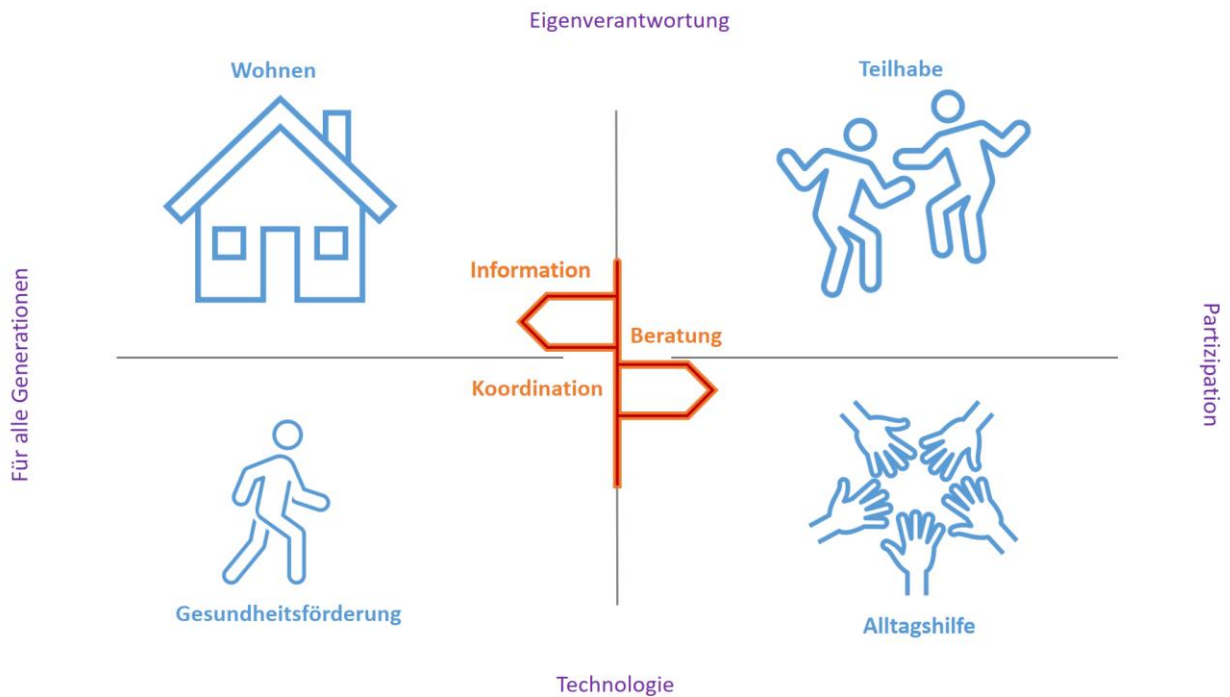 Eigenverantwortung
Wohnen
Teilhabe
Information
Beratung
Koordination
Für alle Generationen
Partizipation
Gesundheitsförderung
Alltagshilfe
Technologie